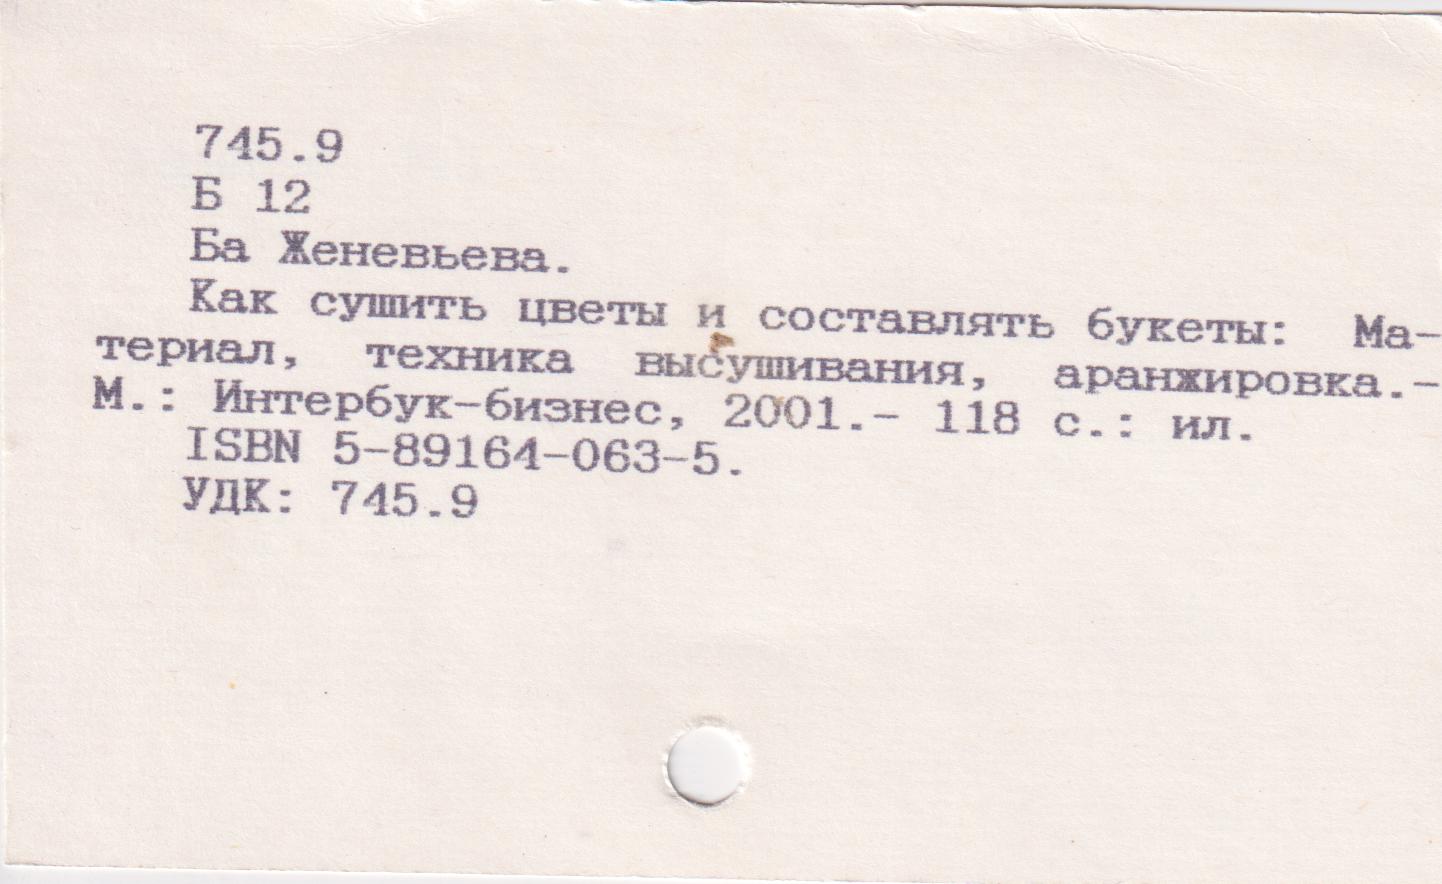 745.9
Б 12
Ба Женевьева.
Как сушить цветы и составлять букеты: Ма-
териал, техника высушивания, аранжировка.-
М.: Интербук-бизнес, 2001.- 118 с.: ил.
ISBN 5-89164-063-5.
УДК: 745.9